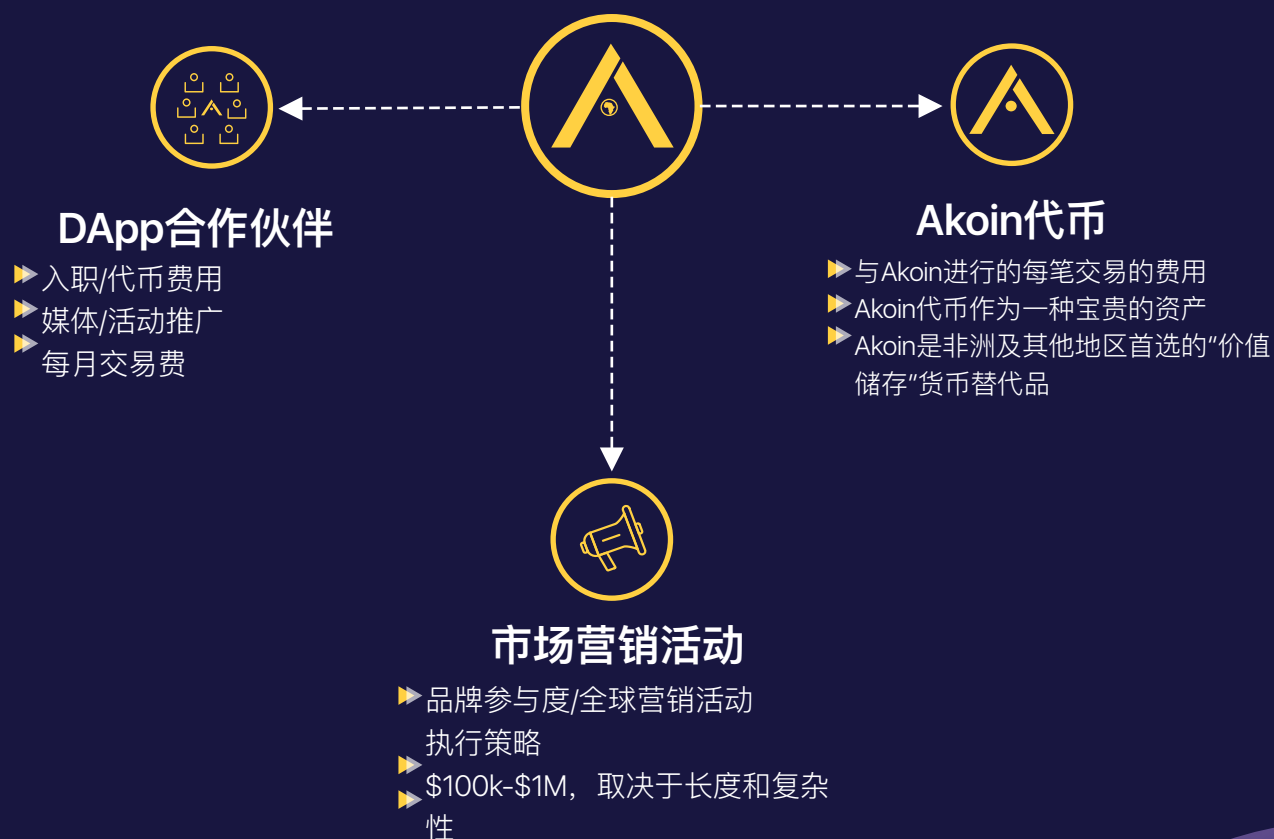 DApp合作伙伴
入职/代币费用
媒体/活动推广
每月交易费
Akoin代币
与Akoin进行的每笔交易的费用
Akoin代币作为一种宝贵的资产
Akoin是非洲及其他地区首选的“价值
储存”货币替代品
市场营销活动
品牌参与度/全球营销活动
执行策略
$100k-$1M，取决于长度和复杂
性